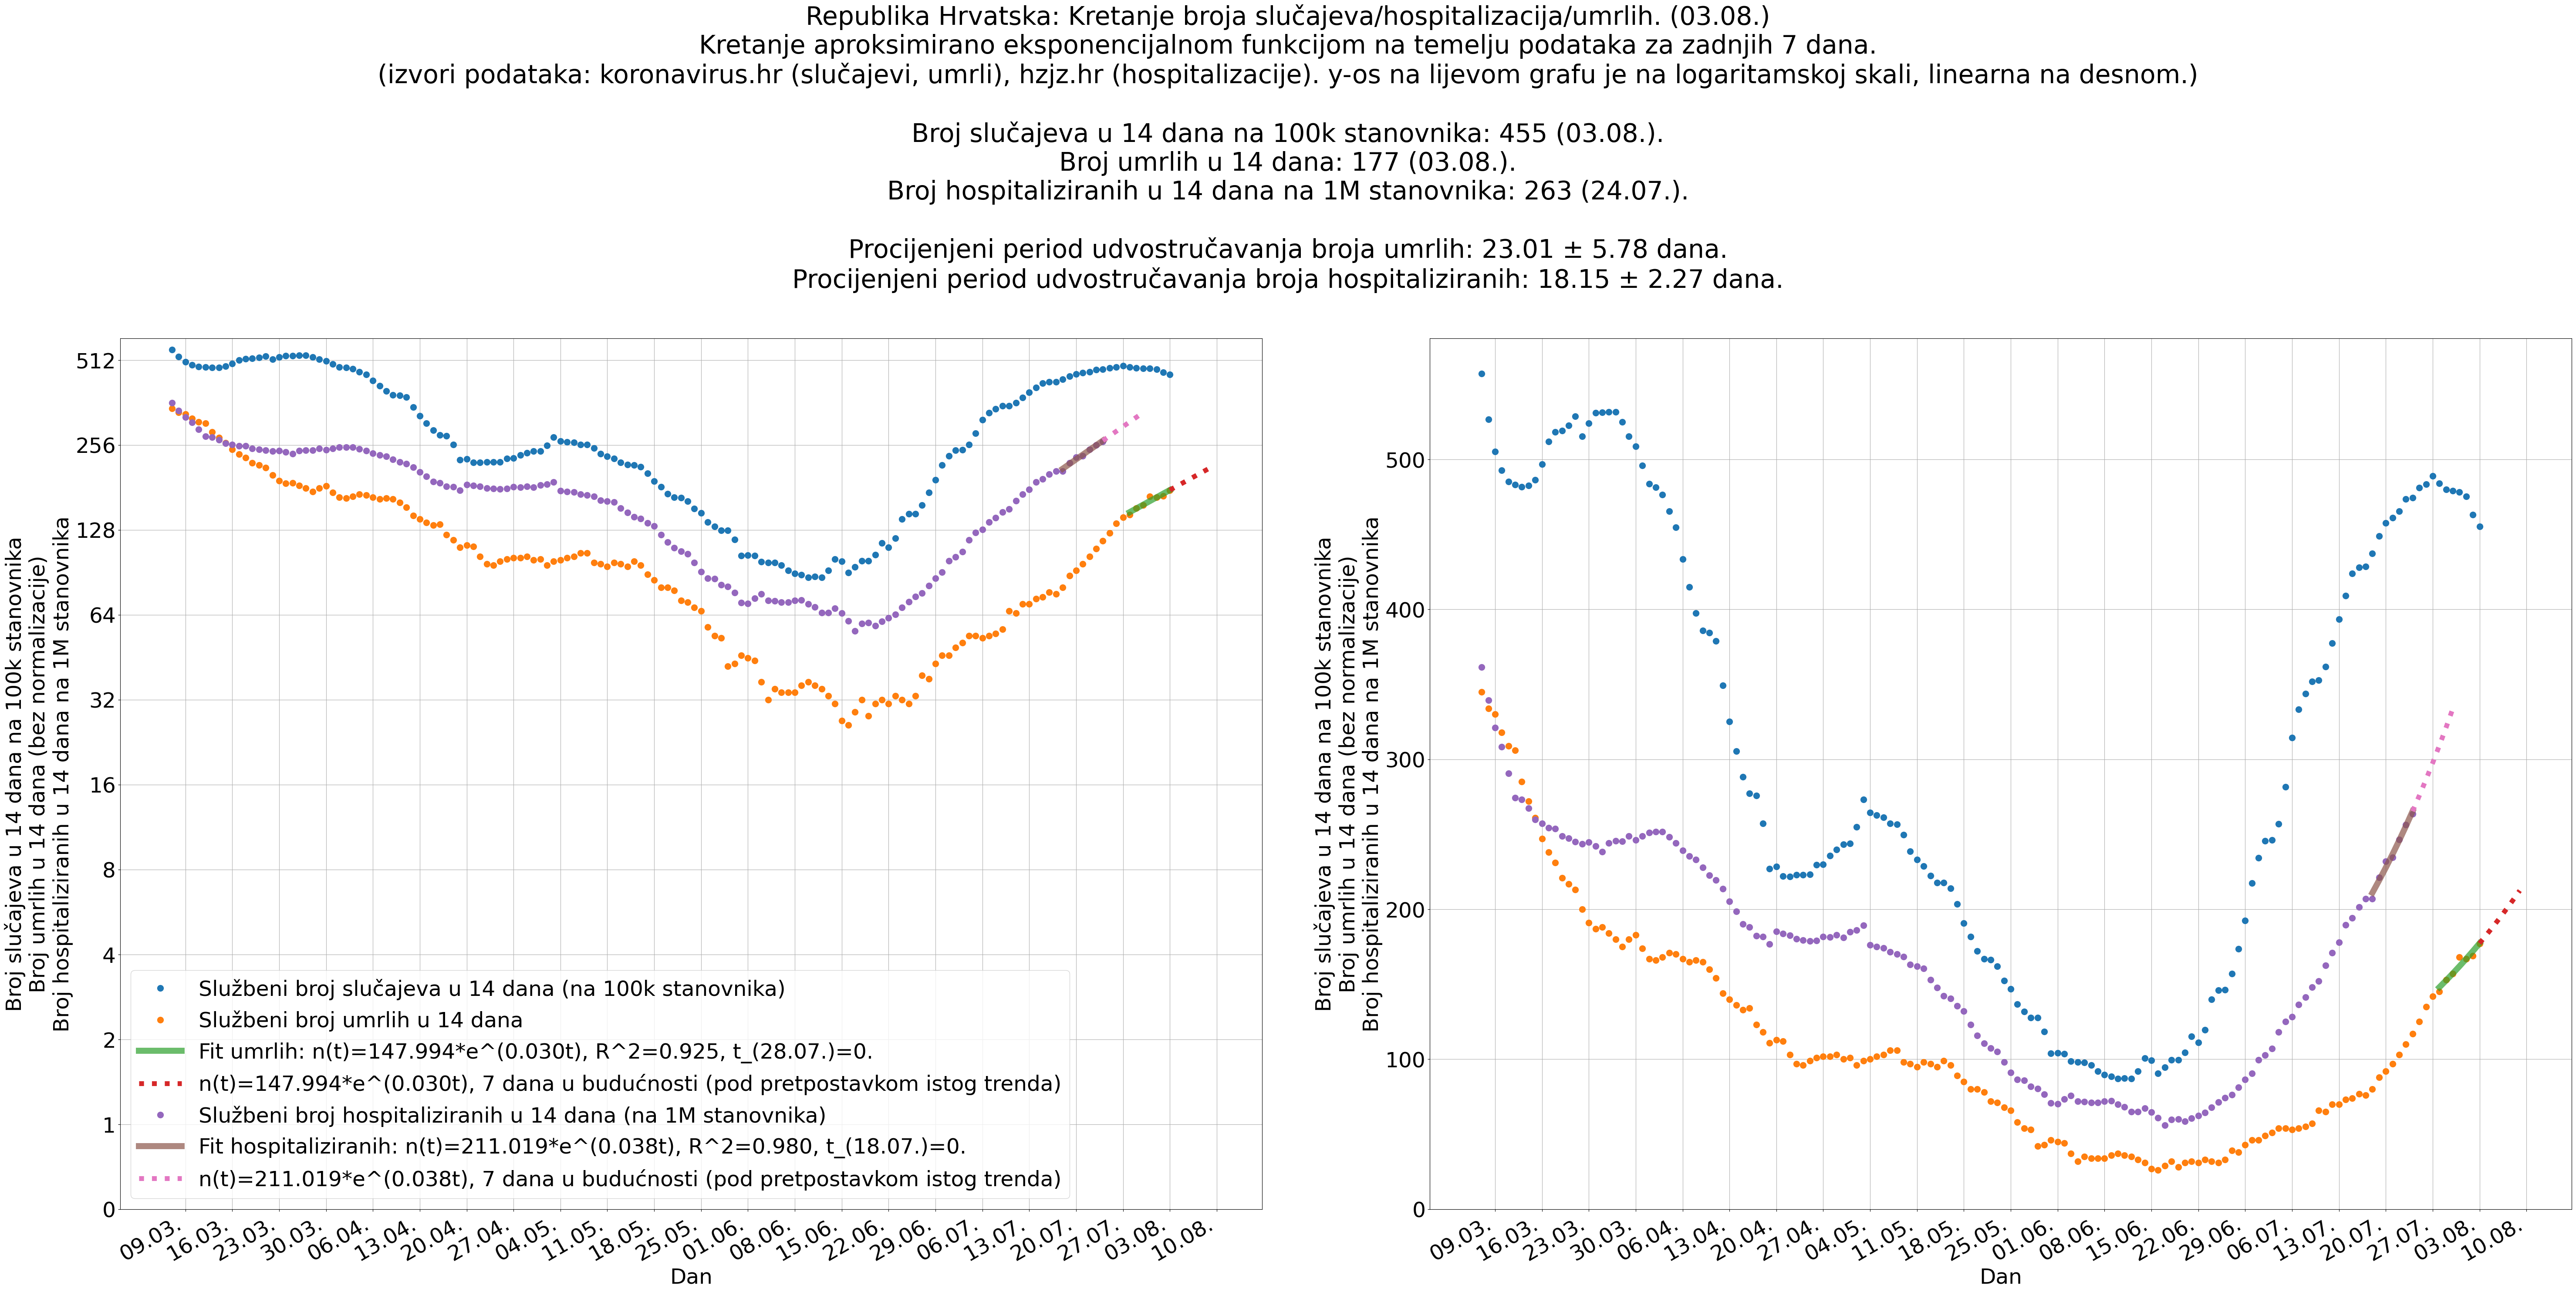 Republika Hrvatska: Kretanje broja slučajeva/hospitalizacija/umrlih. (03.08.)
Kretanje aproksimirano eksponencijalnom funkcijom na temelju podataka za zadnjih 7 dana.
(izvori podataka: koronavirus.hr (slučajevi, umrli), hzjz.hr (hospitalizacije). y-os na lijevom grafu je na logaritamskoj skali, linearna na desnom.)
Broj slučajeva u 14 dana na 100k stanovnika: 455 (03.08.).
Broj umrlih u 14 dana: 177 (03.08.).
Broj hospitaliziranih u 14 dana na 1M stanovnika: 263 (24.07.).
Procijenjeni period udvostručavanja broja umrlih: 23.01 ± 5.78 dana.
Procijenjeni period udvostručavanja broja hospitaliziranih: 18.15 ± 2.27 dana.
Broj slučajeva u 14 dana na 100k stanovnika
Broj umrlih u 14 dana (bez normalizacije)
Broj hospitaliziranih u 14 dana na 1M stanovnika
512
256
128
64
32
16
8
4
2
1
0
Službeni broj slučajeva u 14 dana (na 100k stanovnika)
Službeni broj umrlih u 14 dana
Fit umrlih: n(t)=147.994*e^(0.030t), R^2=0.925, t_(28.07.)=0.
n(t)=147.994*e^(0.030t), 7 dana u budućnosti (pod pretpostavkom istog trenda)
Službeni broj hospitaliziranih u 14 dana (na 1M stanovnika)
Fit hospitaliziranih: n(t)=211.019*e^(0.038t), R^2=0.980, t_(18.07.)=0.
n(t)=211.019*e^(0.038t), 7 dana u budućnosti (pod pretpostavkom istog trenda)
09.03. 16.03. 23.03. 30.03. 06.04. 13.04. 20.04. 27.04. 04.05. 11.05. 18.05. 25.05. 01.06. 08.06. 15.06. 22.06. 29.06. 06.07. 13.07. 20.07. 27.07. 03.08. 10.08.
Dan
Broj slučajeva u 14 dana na 100k stanovnika
Broj umrlih u 14 dana (bez normalizacije)
Broj hospitaliziranih u 14 dana na 1M stanovnika
500
400
300
200
100
0
09.03. 16.03. 23.03. 30.03. 06.04. 13.04. 20.04. 27.04. 04.05. 11.05. 18.05. 25.05. 01.06. 08.06. 15.06. 22.06. 29.06. 06.07. 13.07. 20.07. 27.07. 03.08. 10.08.
Dan